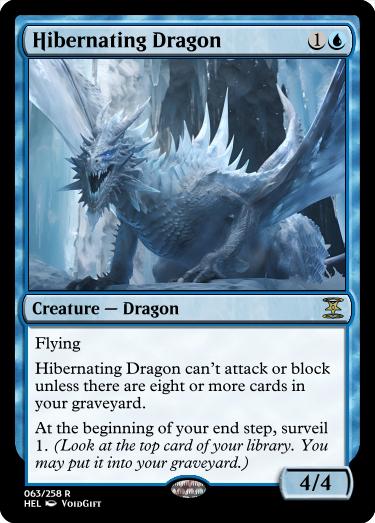 Hibernating Dragon 1
Creature — Dragon
Flying
Hibernating Dragon can't attack or block
unless there are eight or more cards in
your graveyard.
At the beginning of your end step, surveil
1. (Look at the top card of your library. You
may put it into your graveyard.)
4/4
063/258 R
HEL VoidGift